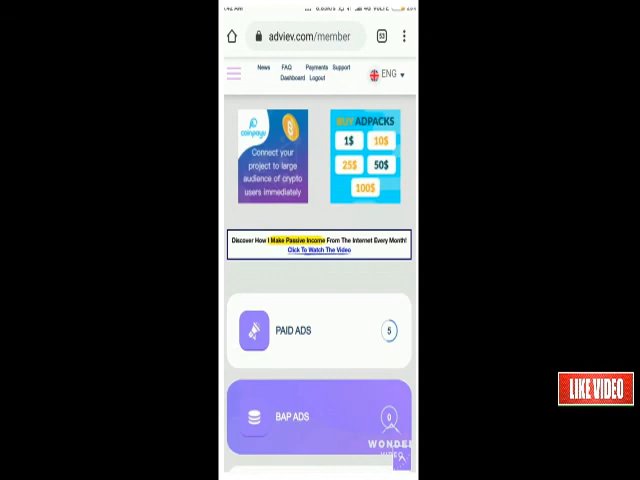 adviev.com/member
53
News FAQ Payments Support
Dashboard Logout
ENG
coinpayu
Connect your
project to large
audience of crypto
users immediately
BUY ADPACKS
1$ 10$
25$ 50$
100$
Discover How I Make Passive Income From The Internet Every Month!
Click To Watch The Video
PAID ADS 5
BAP ADS 0
LIKE VIDEO